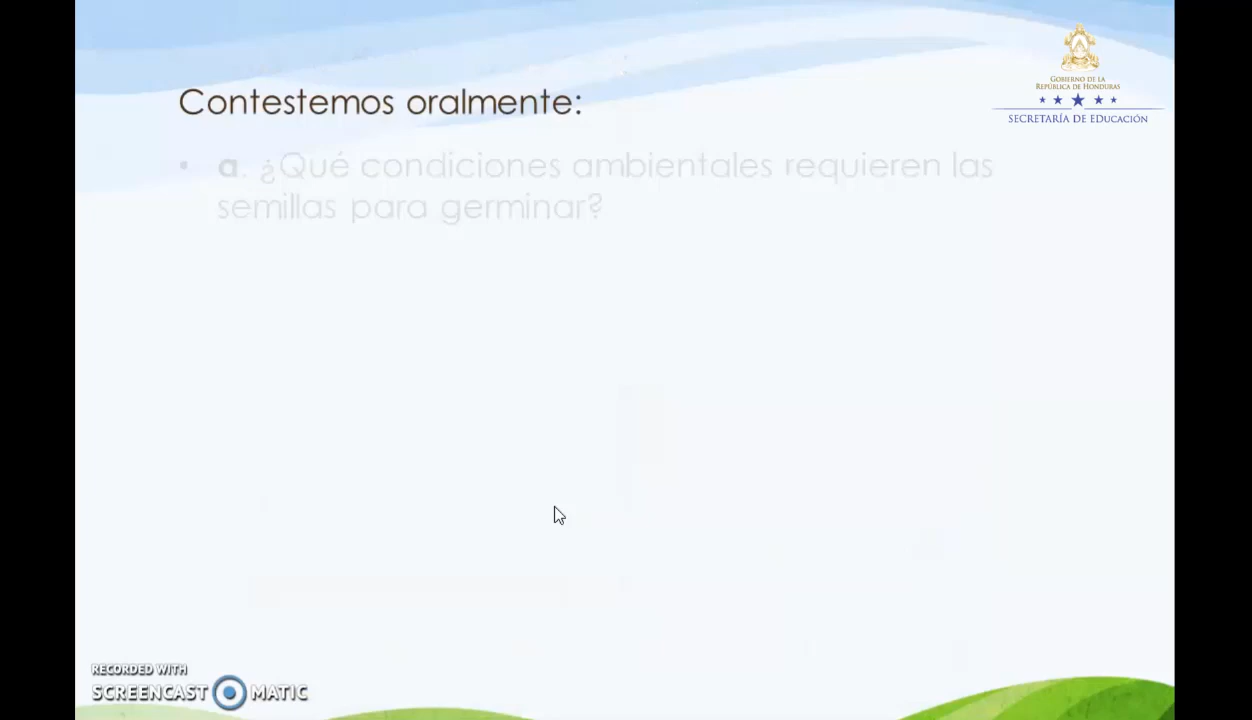 GOBIERNO DE LA
REPÚBLICA DE HONDURAS
SECRETARÍA DE EDUCACIÓN
Contestemos oralmente:
• a. ¿Qué condiciones ambientales requieren las
semillas para germinar?
RECORDED WITH
SCREENCAST MATIC